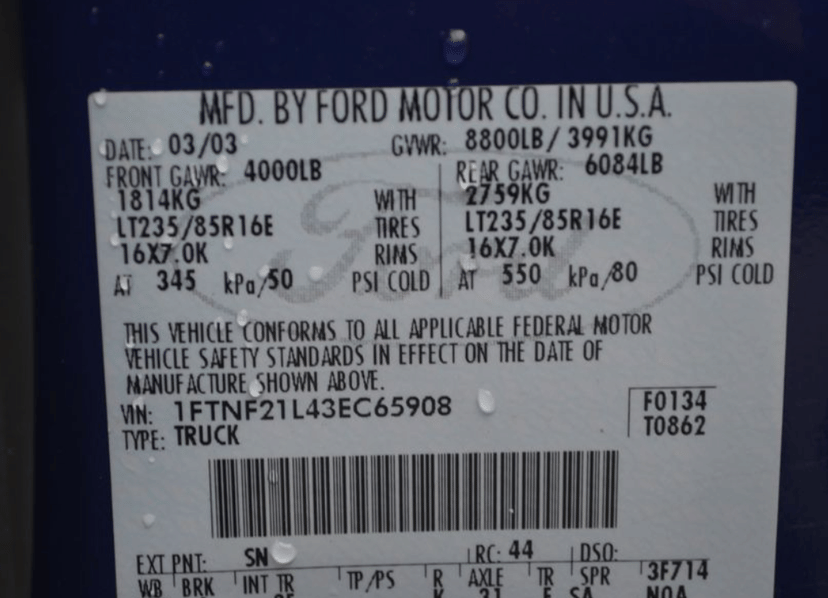 MFD. BY FORD MOTOR CO. IN U.S.A.
DATE: 03/03 GVWR: 8800LB/ 3991KG
FRONT GAWR: 4000LB REAR GAWR: 6084LB
1814KG WITH 2759KG WITH
LT235/85R16E TIRES LT235/85R16E TIRES
16X7.0K RIMS 16X7.0K RIMS
AT 345 kPa/50 PSI COLD AT 550 kPa/80 PSI COLD
Ford
THIS VEHICLE CONFORMS TO ALL APPLICABLE FEDERAL MOTOR
VEHICLE SAFETY STANDARDS IN EFFECT ON THE DATE OF
MANUFACTURE SHOWN ABOVE.
VIN: 1FTNF21L43EC65908 F0134
TYPE: TRUCK T0862
EXT PNT: SN RC: 44 DSO:
WB BRK INT TR TP/PS R AXLE TR SPR 3F714